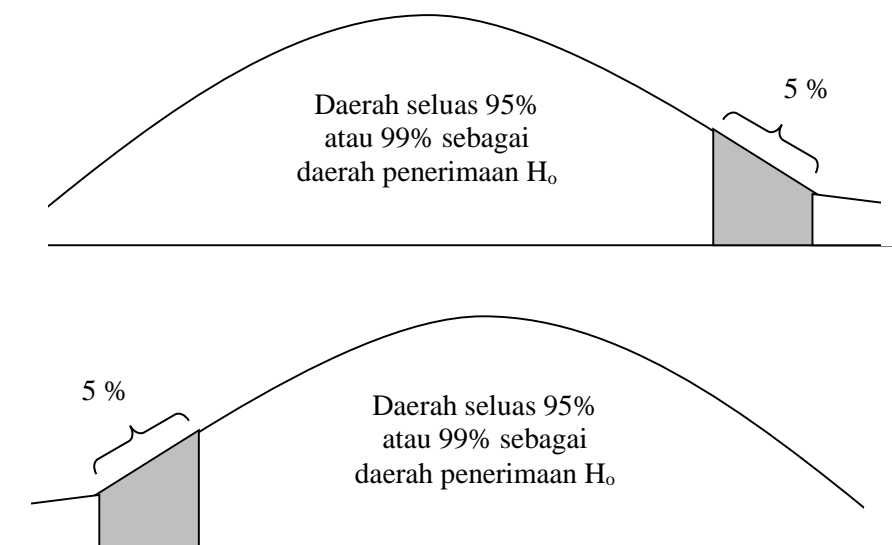 5 %
Daerah seluas 95%
atau 99% sebagai
daerah penerimaan Ho
5 %
Daerah seluas 95%
atau 99% sebagai
daerah penerimaan Ho